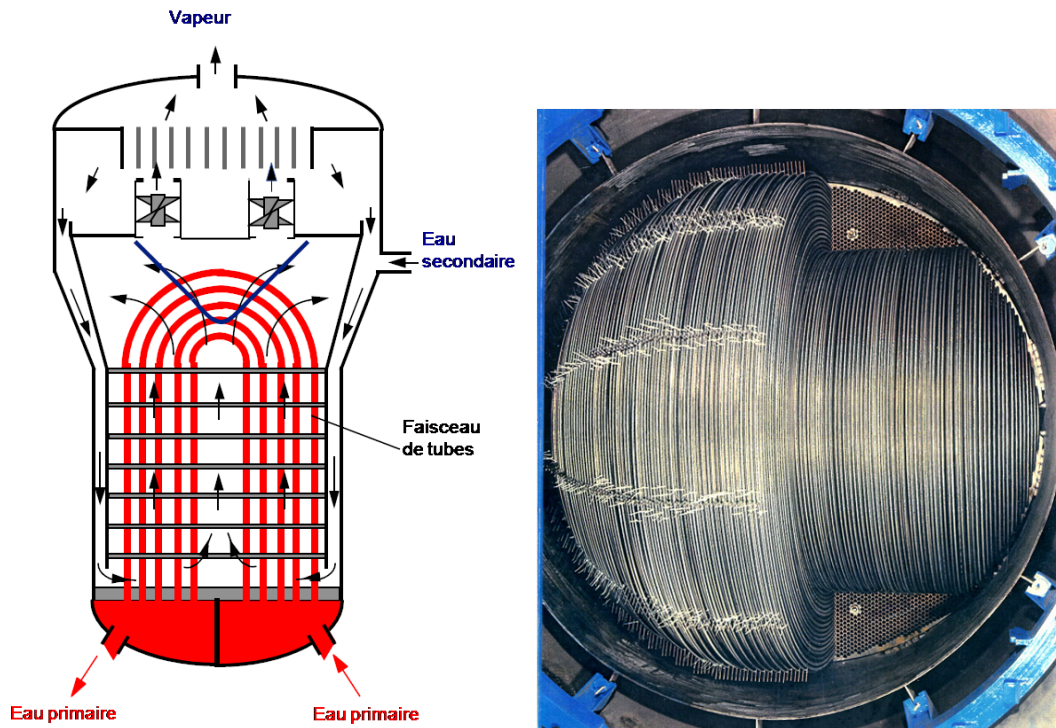 Vapeur
Eau
secondaire
Faisceau
de tubes
Eau primaire
Eau primaire